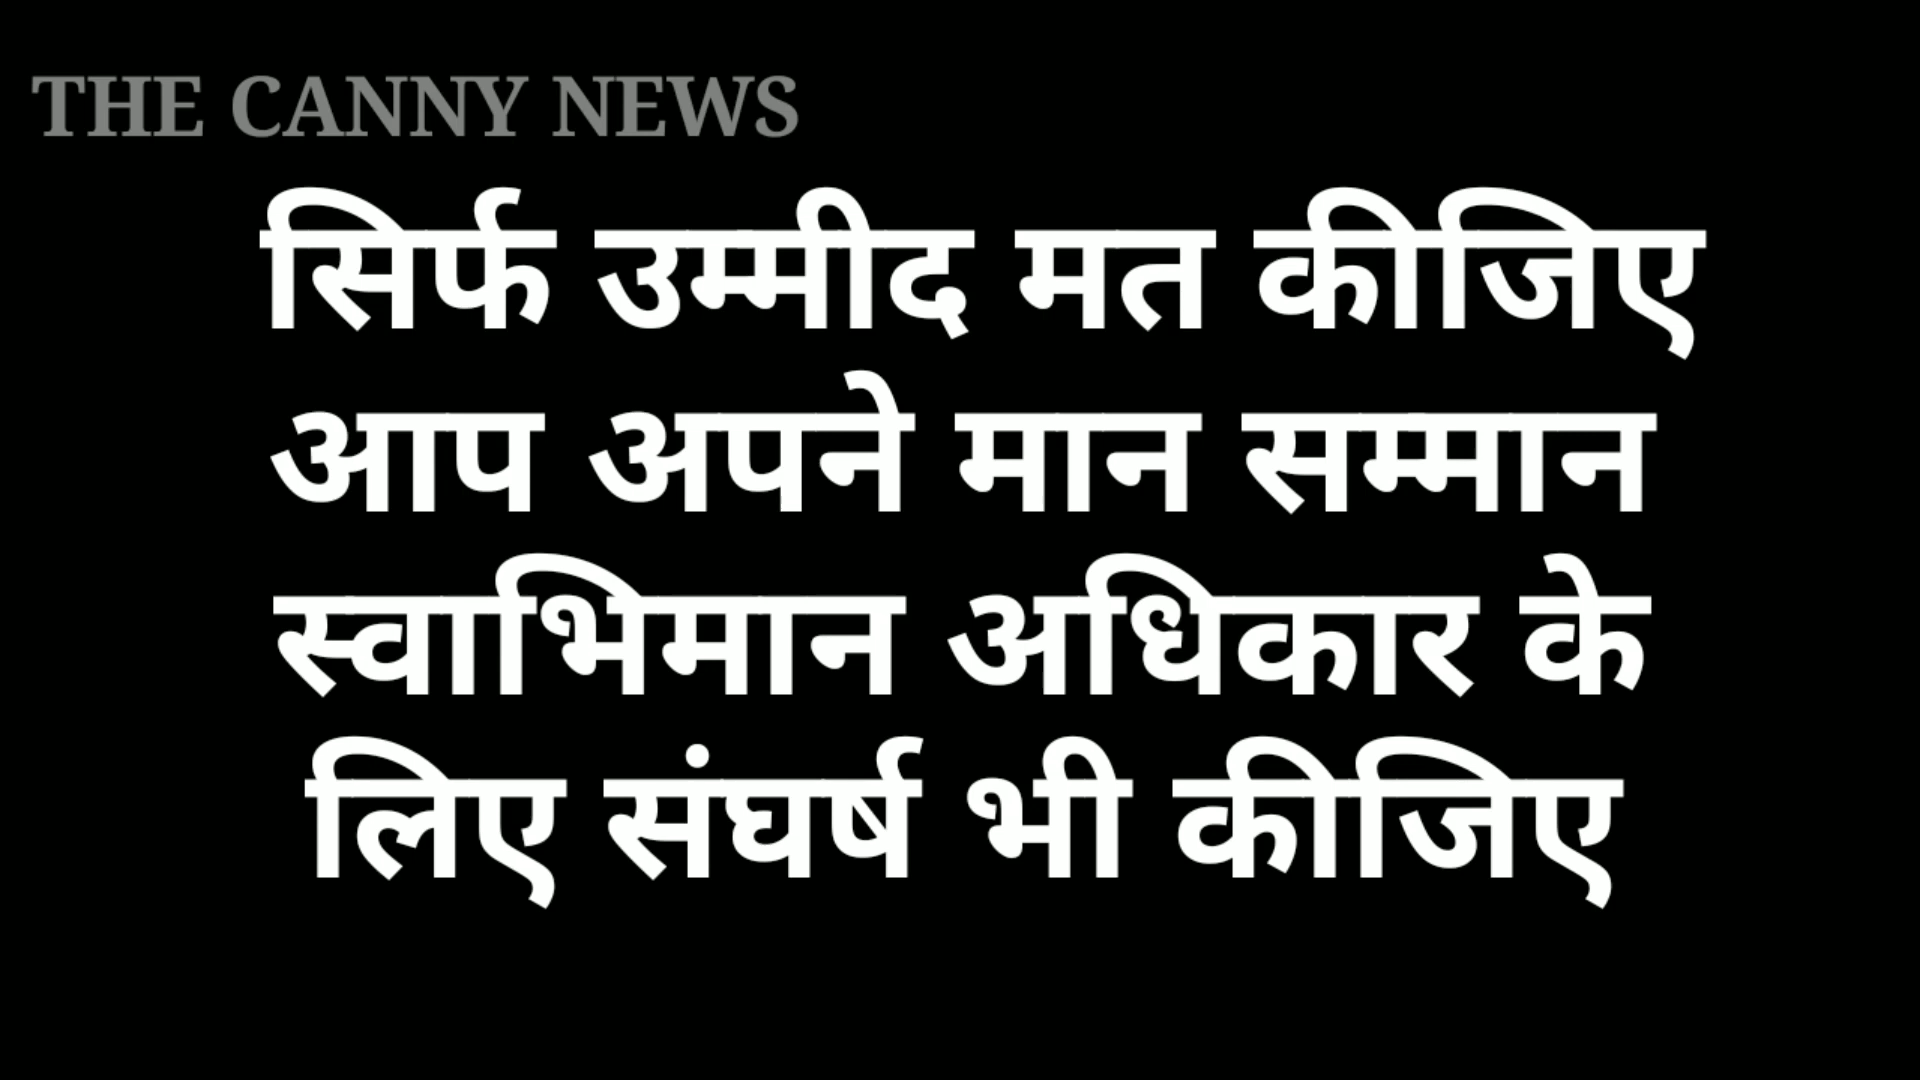 THE CANNY NEWS
सिर्फ उम्मीद मत कीजिए
आप अपने मान सम्मान
स्वाभिमान अधिकार के
लिए संघर्ष भी कीजिए